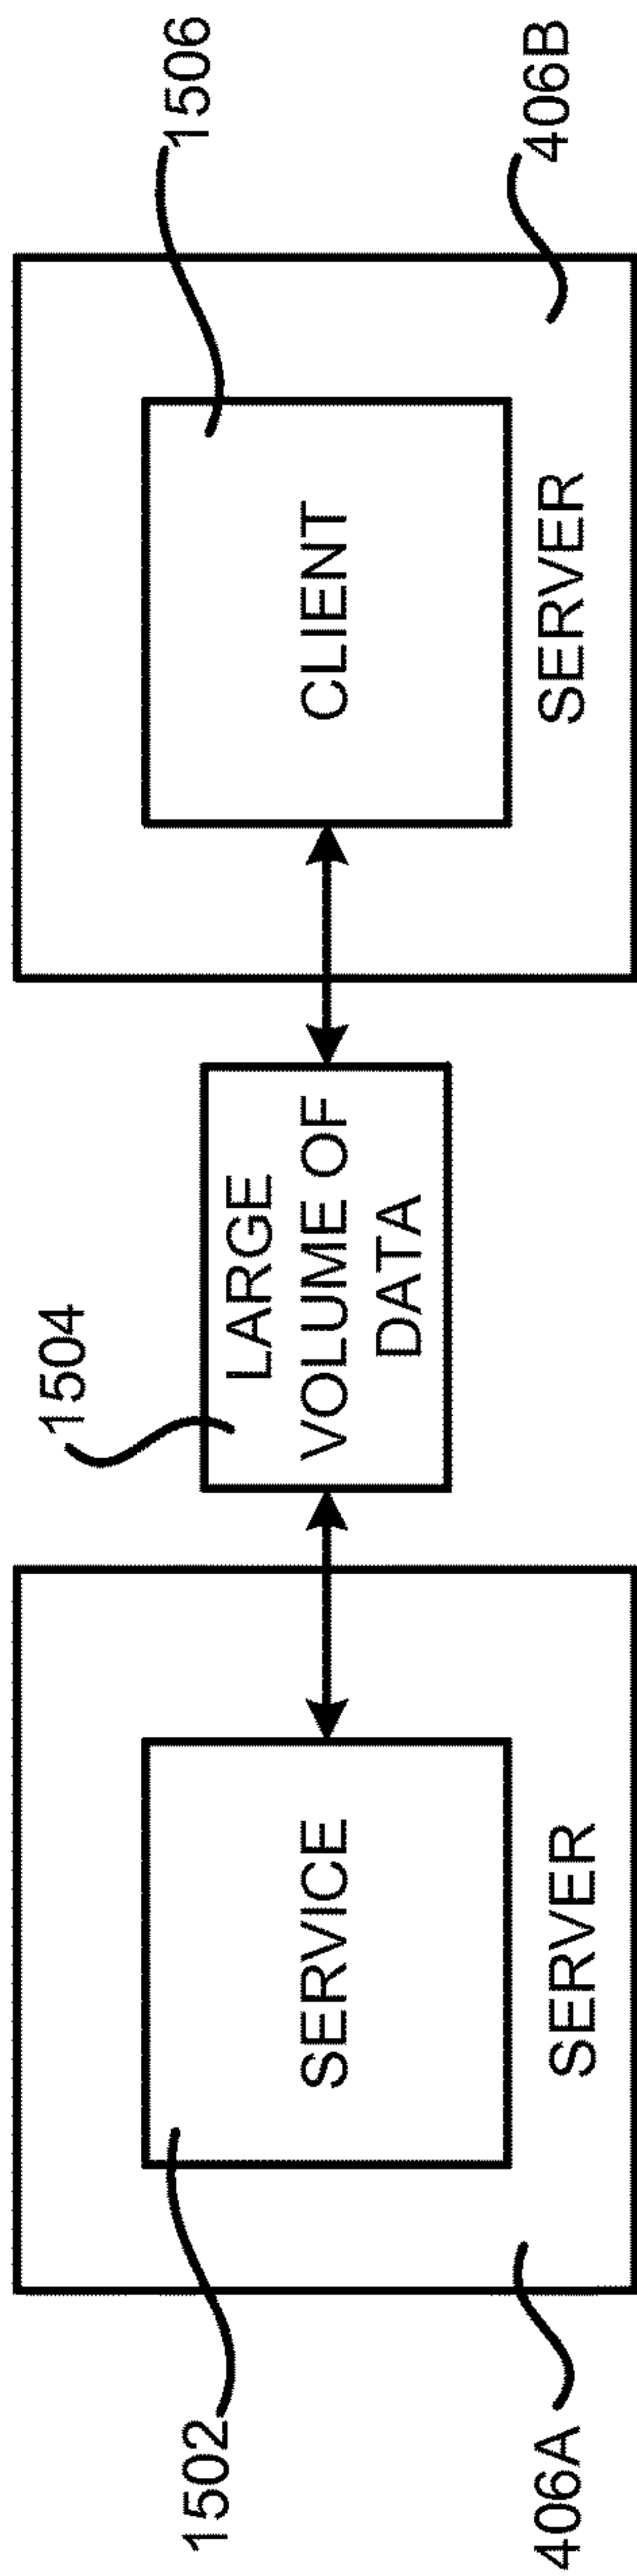 1502
SERVICE
SERVER
406A
1504
LARGE
VOLUME OF
DATA
1506
CLIENT
SERVER
406B